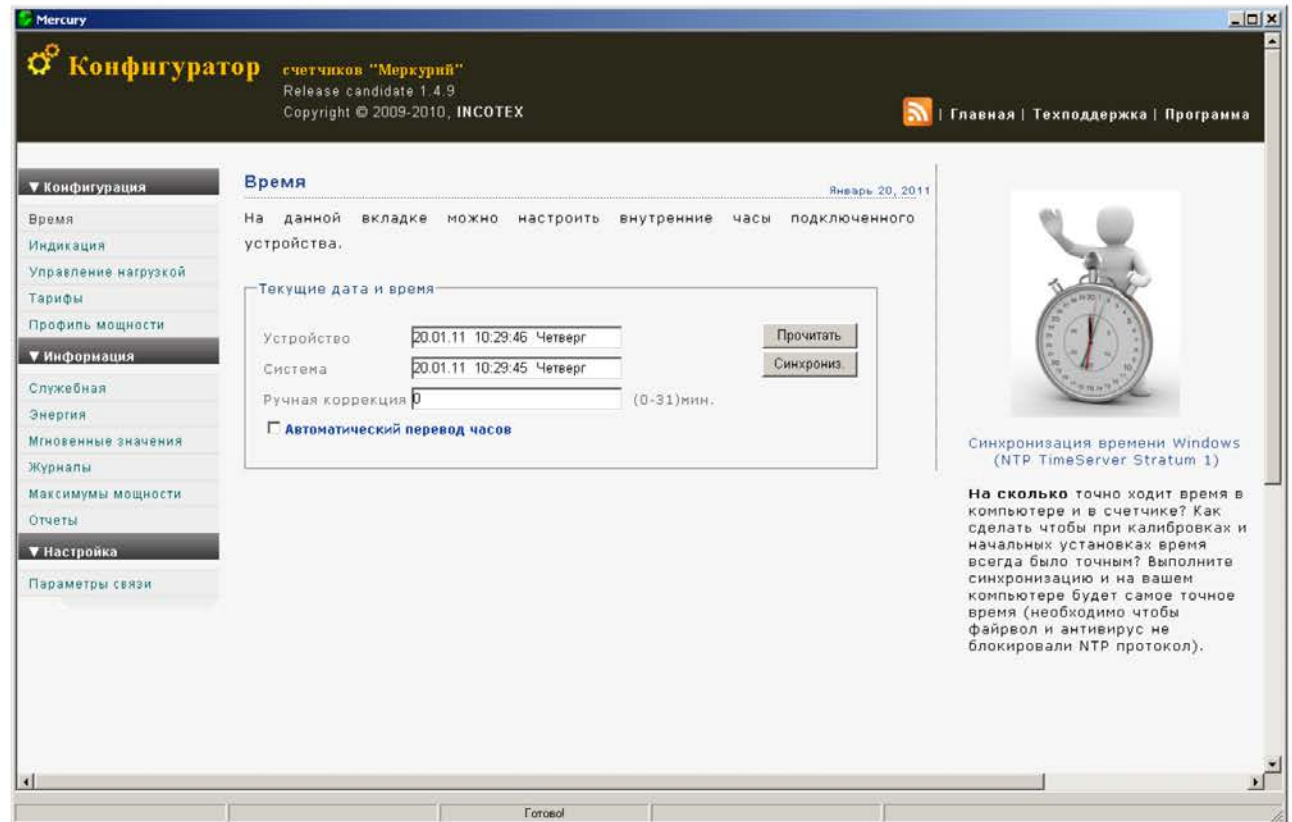 Mercury
Конфигуратор счетчиков "Меркурий"
Release candidate 1.4.9
Copyright © 2009-2010, INCOTEX
| Главная | Техподдержка | Программа
▼ Конфигурация
Время
Индикация
Управление нагрузкой
Тарифы
Профиль мощности
▼ Информация
Служебная
Энергия
Мгновенные значения
Журналы
Максимумы мощности
Отчеты
▼ Настройка
Параметры связи
Время
Январь 20, 2011
На данной вкладке можно настроить внутренние часы подключенного
устройства.
Текущие дата и время
Устройство 20.01.11 10:29:46 Четверг Прочитать
Система 20.01.11 10:29:45 Четверг Синхрониз.
Ручная коррекция 0 (0-31)мин.
Автоматический перевод часов
Синхронизация времени Windows
(NTP TimeServer Stratum 1)
На сколько точно ходит время в
компьютере и в счетчике? Как
сделать чтобы при калибровках и
начальных установках время
всегда было точным? Выполните
синхронизацию и на вашем
компьютере будет самое точное
время (необходимо чтобы
файрвол и антивирус не
блокировали NTP протокол).
Готово!